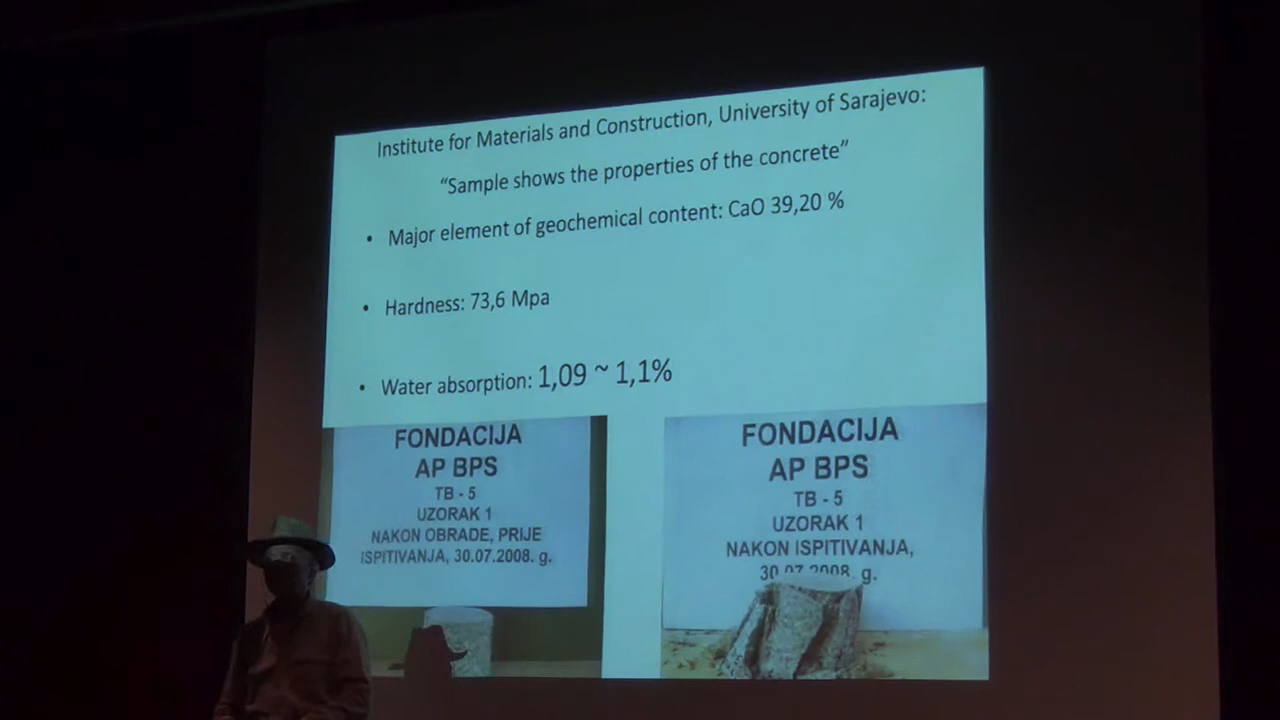 Institute for Materials and Construction, University of Sarajevo:
“Sample shows the properties of the concrete”
• Major element of geochemical content: CaO 39,20 %
• Hardness: 73,6 Mpa
• Water absorption: 1,09 ~ 1,1%
FONDACIJA
AP BPS
TB - 5
UZORAK 1
NAKON OBRADE, PRIJE
ISPITIVANJA, 30.07.2008. g.
FONDACIJA
AP BPS
TB - 5
UZORAK 1
NAKON ISPITIVANJA,
30.07.2008. g.